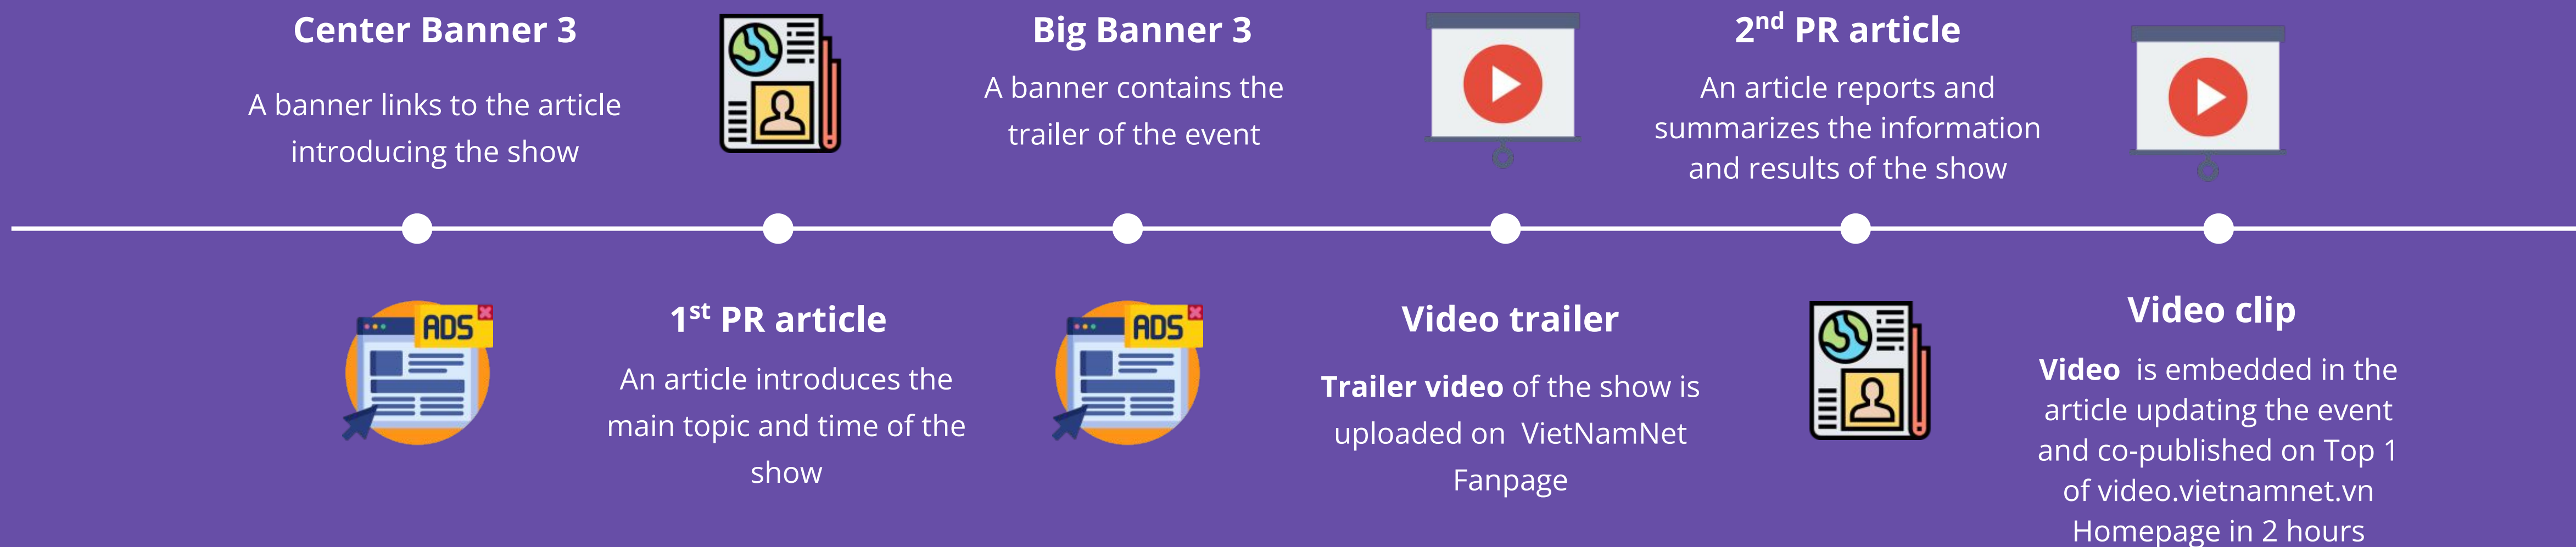 Center Banner 3
A banner links to the article
introducing the show
ADS
1st PR article
An article introduces the
main topic and time of the
show
Big Banner 3
A banner contains the
trailer of the event
ADS
Video trailer
Trailer video of the show is
uploaded on  VietNamNet
Fanpage
2nd PR article
An article reports and
summarizes the information
and results of the show
Video clip
Video  is embedded in the
article updating the event
and co-published on Top 1
of video.vietnamnet.vn
Homepage in 2 hours